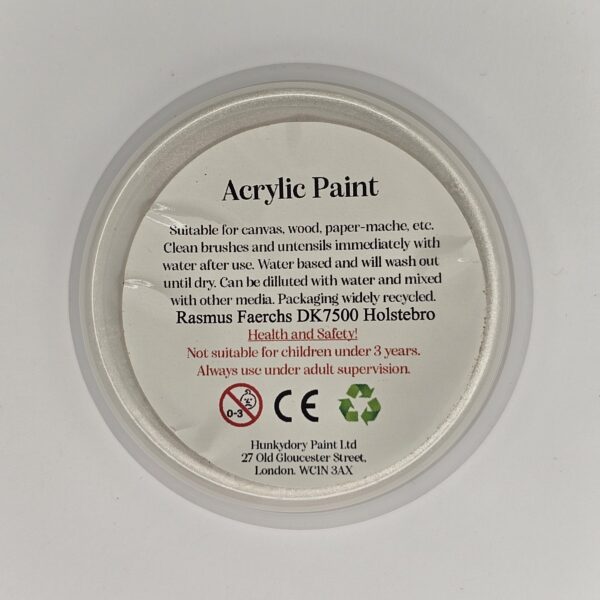 Acrylic Paint
Suitable for canvas, wood, paper-mache, etc.
Clean brushes and untensils immediately with
water after use. Water based and will wash out
until dry. Can be dilluted with water and mixed
with other media. Packaging widely recycled.
Rasmus Faerchs DK7500 Holstebro
Health and Safety!
Not suitable for children under 3 years.
Always use under adult supervision.
0-3 CE
Hunkydory Paint Ltd
27 Old Gloucester Street,
London. WC1N 3AX